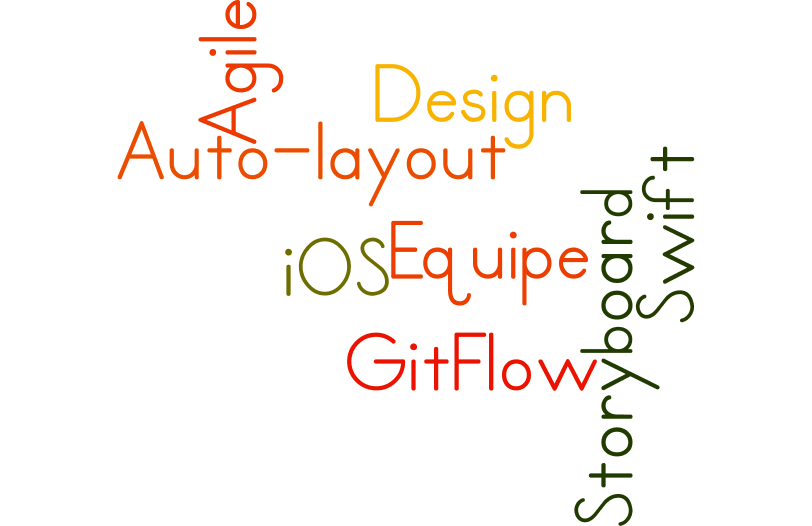 Agile
Design
Auto-layout
Swift
iOS
Equipe
Storyboard
GitFlow